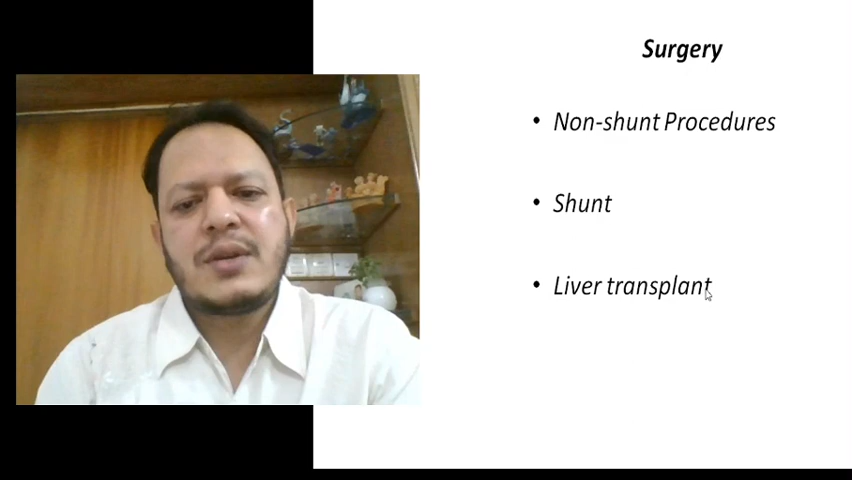 Surgery
• Non-shunt Procedures
• Shunt
• Liver transplant